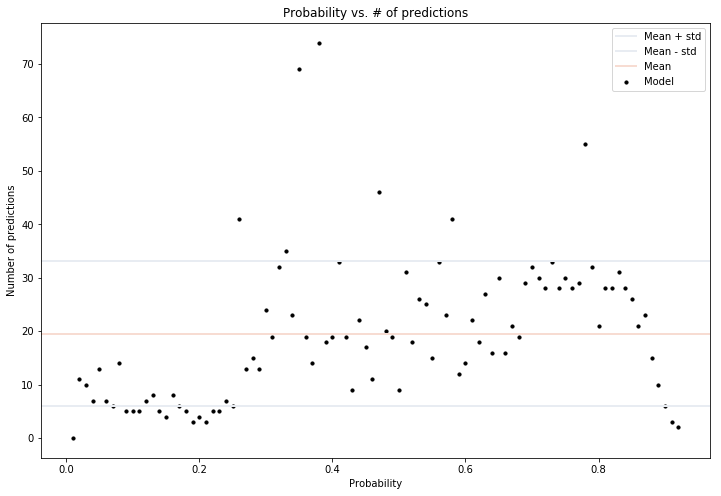 Probability vs. # of predictions
Mean + std
Mean - std
Mean
Model
Number of predictions
70
60
50
40
30
20
10
0
0.0 0.2 0.4 0.6 0.8
Probability